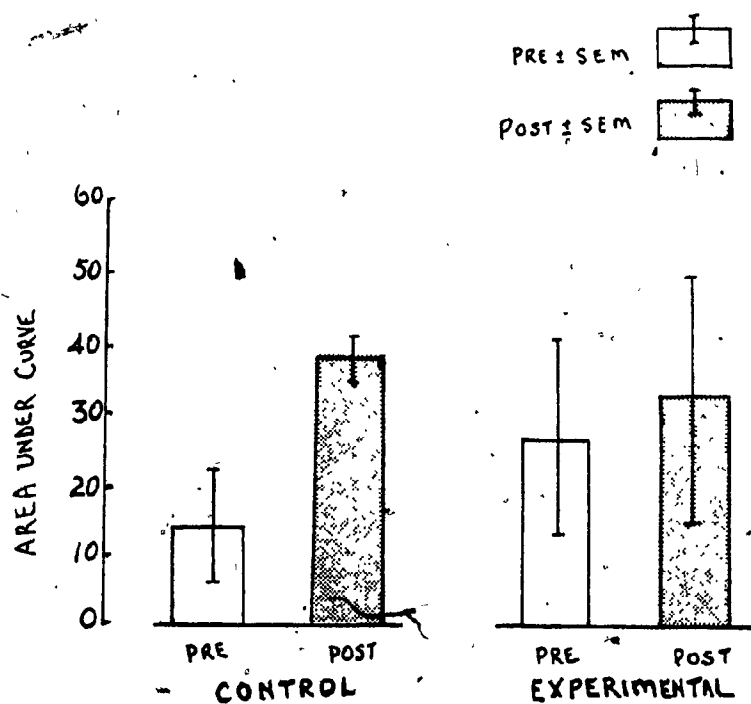 PRE ± SEM
POST ± SEM
60
50
40
30
20
10
0
AREA UNDER CURVE
PRE
POST
PRE
POST
CONTROL
EXPERIMENTAL